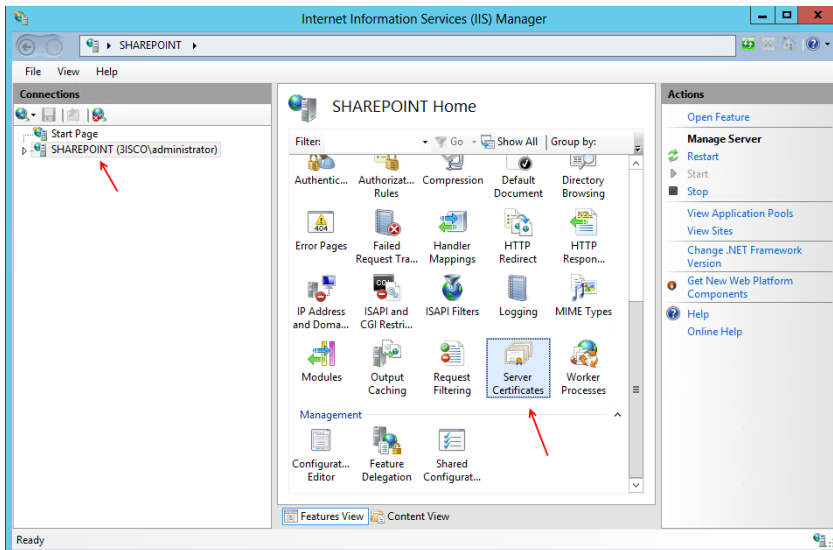 Internet Information Services (IIS) Manager
SHAREPOINT
File View Help
Connections
Start Page
SHAREPOINT (3ISCO\administrator)
SHAREPOINT Home
Filter: Go Show All Group by:
Authentic... Authorizat... Compression Default Directory
Rules Document Browsing
404
Error Pages Failed Handler HTTP HTTP
Request Tra... Mappings Redirect Respon...
CGI
IP Address ISAPI and ISAPI Filters Logging MIME Types
and Doma... CGI Restri...
Modules Output Request Server Worker
Caching Filtering Certificates Processes
Management
Configurat... Feature Shared
Editor Delegation Configurat...
Features View Content View
Actions
Open Feature
Manage Server
Restart
Start
Stop
View Application Pools
View Sites
Change .NET Framework
Version
Get New Web Platform
Components
Help
Online Help
Ready